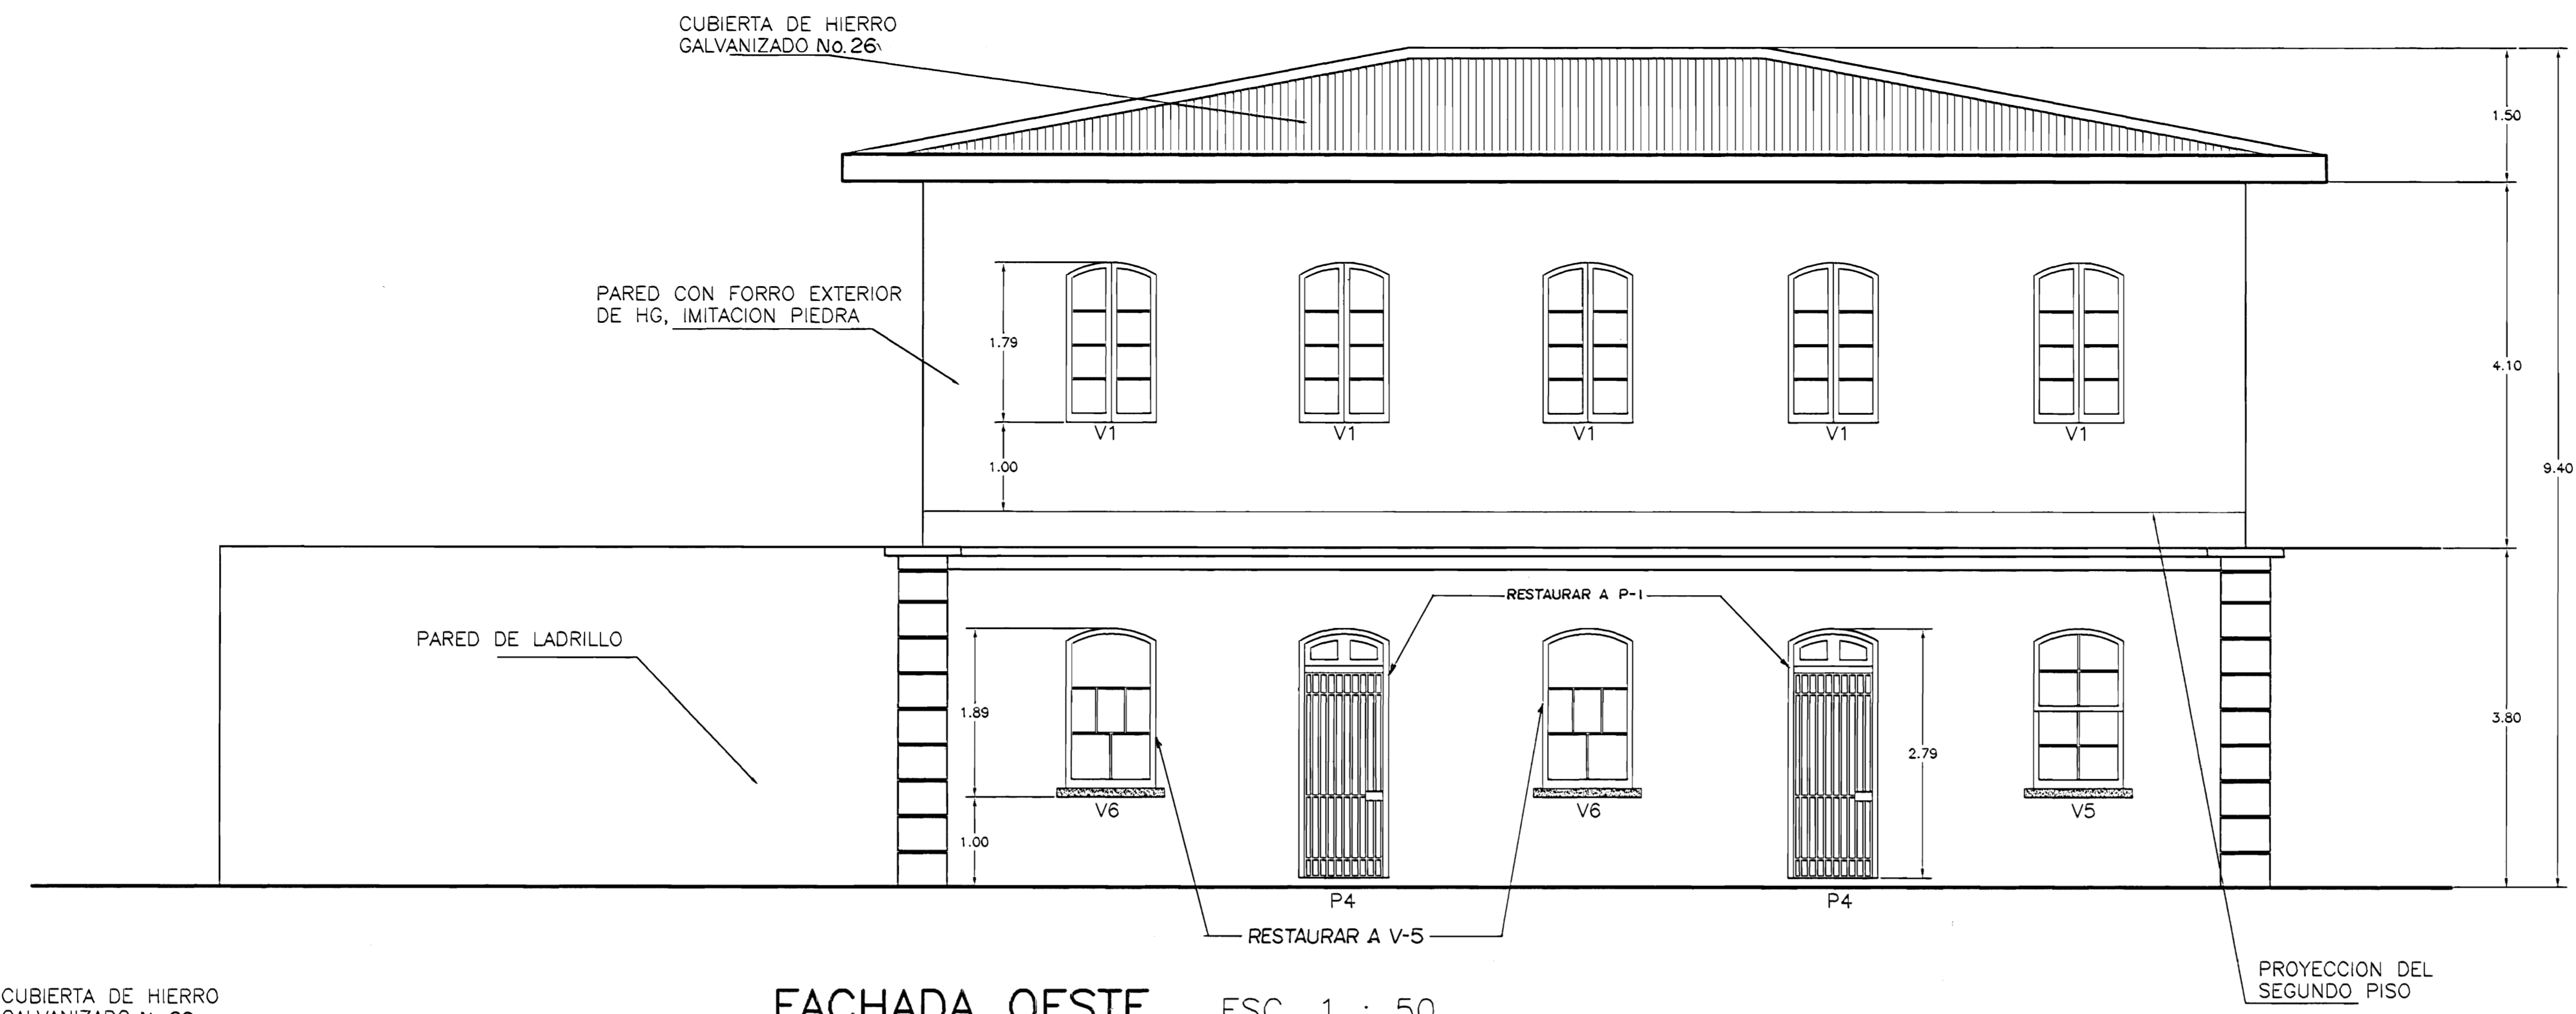 CUBIERTA DE HIERRO
GALVANIZADO No. 26
1.50
PARED CON FORRO EXTERIOR
DE HG, IMITACION PIEDRA
1.79
4.10
V1 V1 V1 V1 V1
1.00
9.40
RESTAURAR A P-1
PARED DE LADRILLO
1.89
3.80
2.79
V6 V6 V5
1.00
P4 P4
RESTAURAR A V-5
PROYECCION DEL
SEGUNDO PISO
CUBIERTA DE HIERRO
FACHADA OESTE ESC 1 : 50